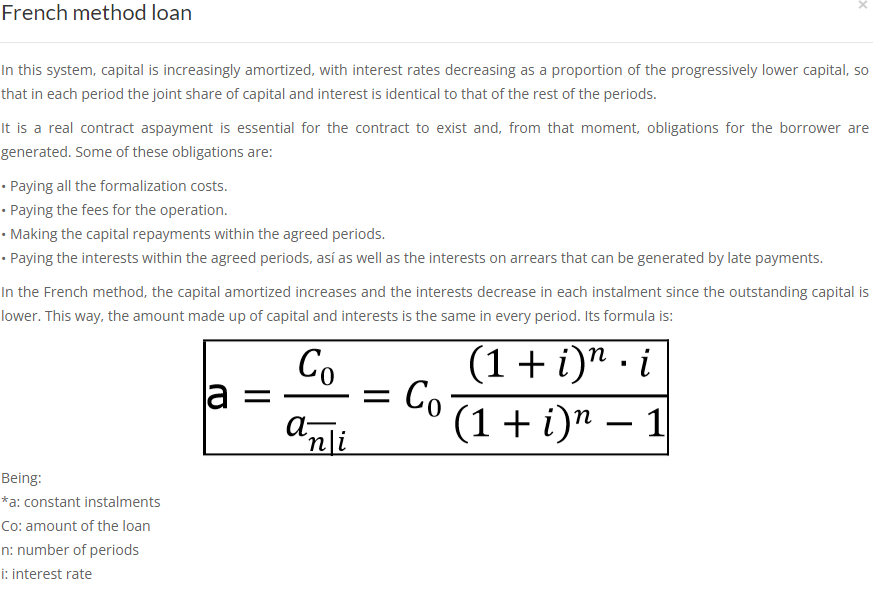 French method loan
×
In this system, capital is increasingly amortized, with interest rates decreasing as a proportion of the progressively lower capital, so
that in each period the joint share of capital and interest is identical to that of the rest of the periods.
It is a real contract aspayment is essential for the contract to exist and, from that moment, obligations for the borrower are
generated. Some of these obligations are:
• Paying all the formalization costs.
• Paying the fees for the operation.
• Making the capital repayments within the agreed periods.
• Paying the interests within the agreed periods, así as well as the interests on arrears that can be generated by late payments.
In the French method, the capital amortized increases and the interests decrease in each instalment since the outstanding capital is
lower. This way, the amount made up of capital and interests is the same in every period. Its formula is:
a = C₀ / a n̅|i = C₀ (1 + i)ⁿ · i / (1 + i)ⁿ − 1
Being:
*a: constant instalments
Co: amount of the loan
n: number of periods
i: interest rate